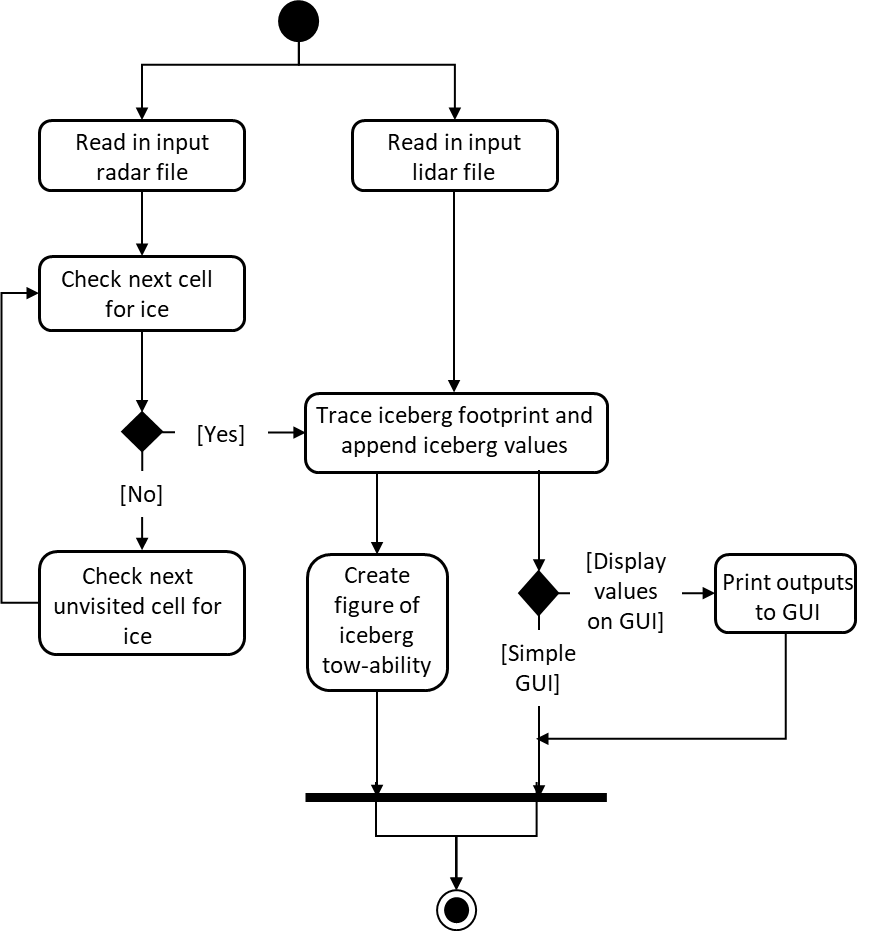 Read in input
radar file
Read in input
lidar file
Check next cell
for ice
Trace iceberg footprint and
append iceberg values
[Yes]
[No]
Check next
unvisited cell for
ice
Create
figure of
iceberg
tow-ability
[Display
values
on GUI]
Print outputs
to GUI
[Simple
GUI]